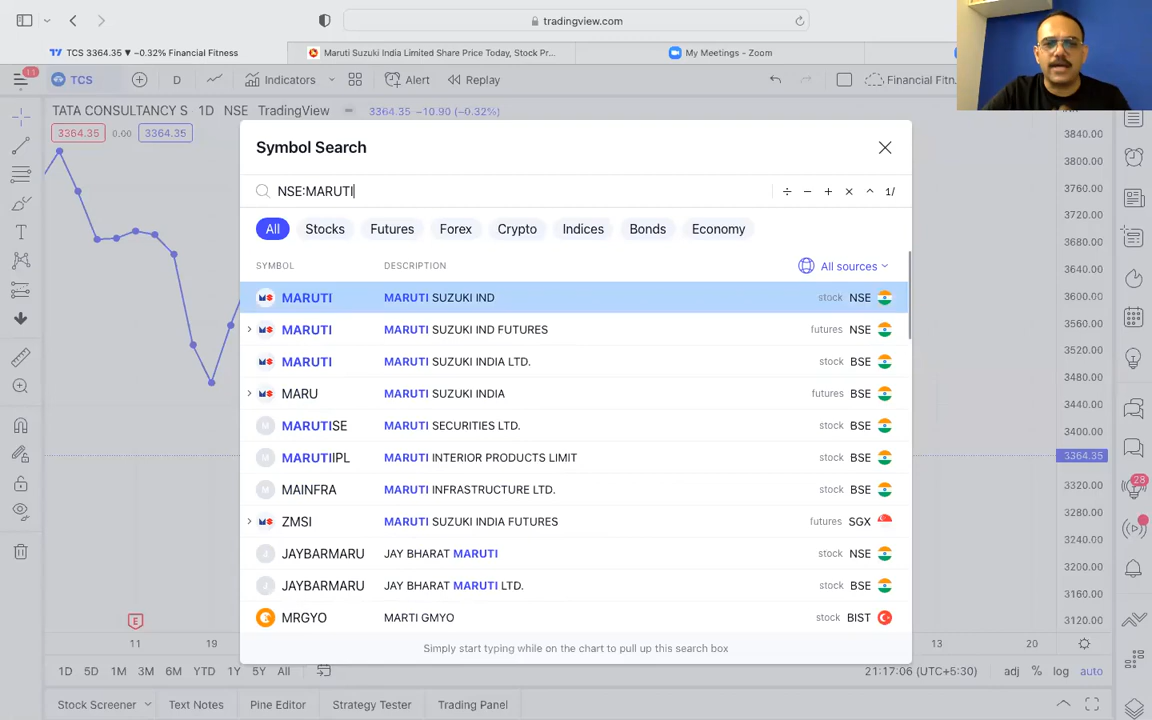 tradingview.com
TCS 3364.35 ▼ −0.32% Financial Fitness
Maruti Suzuki India Limited Share Price Today, Stock Pr...
My Meetings - Zoom
11
TCS
D
Indicators
Alert
Replay
Financial Fitn
TATA CONSULTANCY S 1D NSE TradingView
3364.35 −10.90 (−0.32%)
3364.35 0.00 3364.35
Symbol Search
NSE:MARUTI
÷ − + × ^ 1/
All Stocks Futures Forex Crypto Indices Bonds Economy
SYMBOL DESCRIPTION All sources
MARUTI MARUTI SUZUKI IND stock NSE
MARUTI MARUTI SUZUKI IND FUTURES futures NSE
MARUTI MARUTI SUZUKI INDIA LTD. stock BSE
MARU MARUTI SUZUKI INDIA futures BSE
MARUTISE MARUTI SECURITIES LTD. stock BSE
MARUTIIPL MARUTI INTERIOR PRODUCTS LIMIT stock BSE
MAINFRA MARUTI INFRASTRUCTURE LTD. stock BSE
ZMSI MARUTI SUZUKI INDIA FUTURES futures SGX
JAYBARMARU JAY BHARAT MARUTI stock NSE
JAYBARMARU JAY BHARAT MARUTI LTD. stock BSE
MRGYO MARTI GMYO stock BIST
Simply start typing while on the chart to pull up this search box
3840.00
3800.00
3760.00
3720.00
3680.00
3640.00
3600.00
3560.00
3520.00
3480.00
3440.00
3400.00
3364.35
3320.00
3280.00
3240.00
3200.00
3160.00
3120.00
28
E
11 19 13 20
1D 5D 1M 3M 6M YTD 1Y 5Y All
21:17:06 (UTC+5:30) adj % log auto
Stock Screener Text Notes Pine Editor Strategy Tester Trading Panel